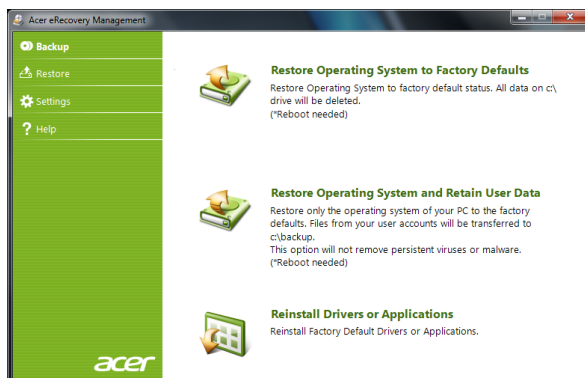 Acer eRecovery Management
Backup
Restore
Settings
? Help
Restore Operating System to Factory Defaults
Restore Operating System to factory default status. All data on c:\
drive will be deleted.
(*Reboot needed)
Restore Operating System and Retain User Data
Restore only the operating system of your PC to the factory
defaults. Files from your user accounts will be transferred to
c:\backup.
This option will not remove persistent viruses or malware.
(*Reboot needed)
Reinstall Drivers or Applications
Reinstall Factory Default Drivers or Applications.
acer